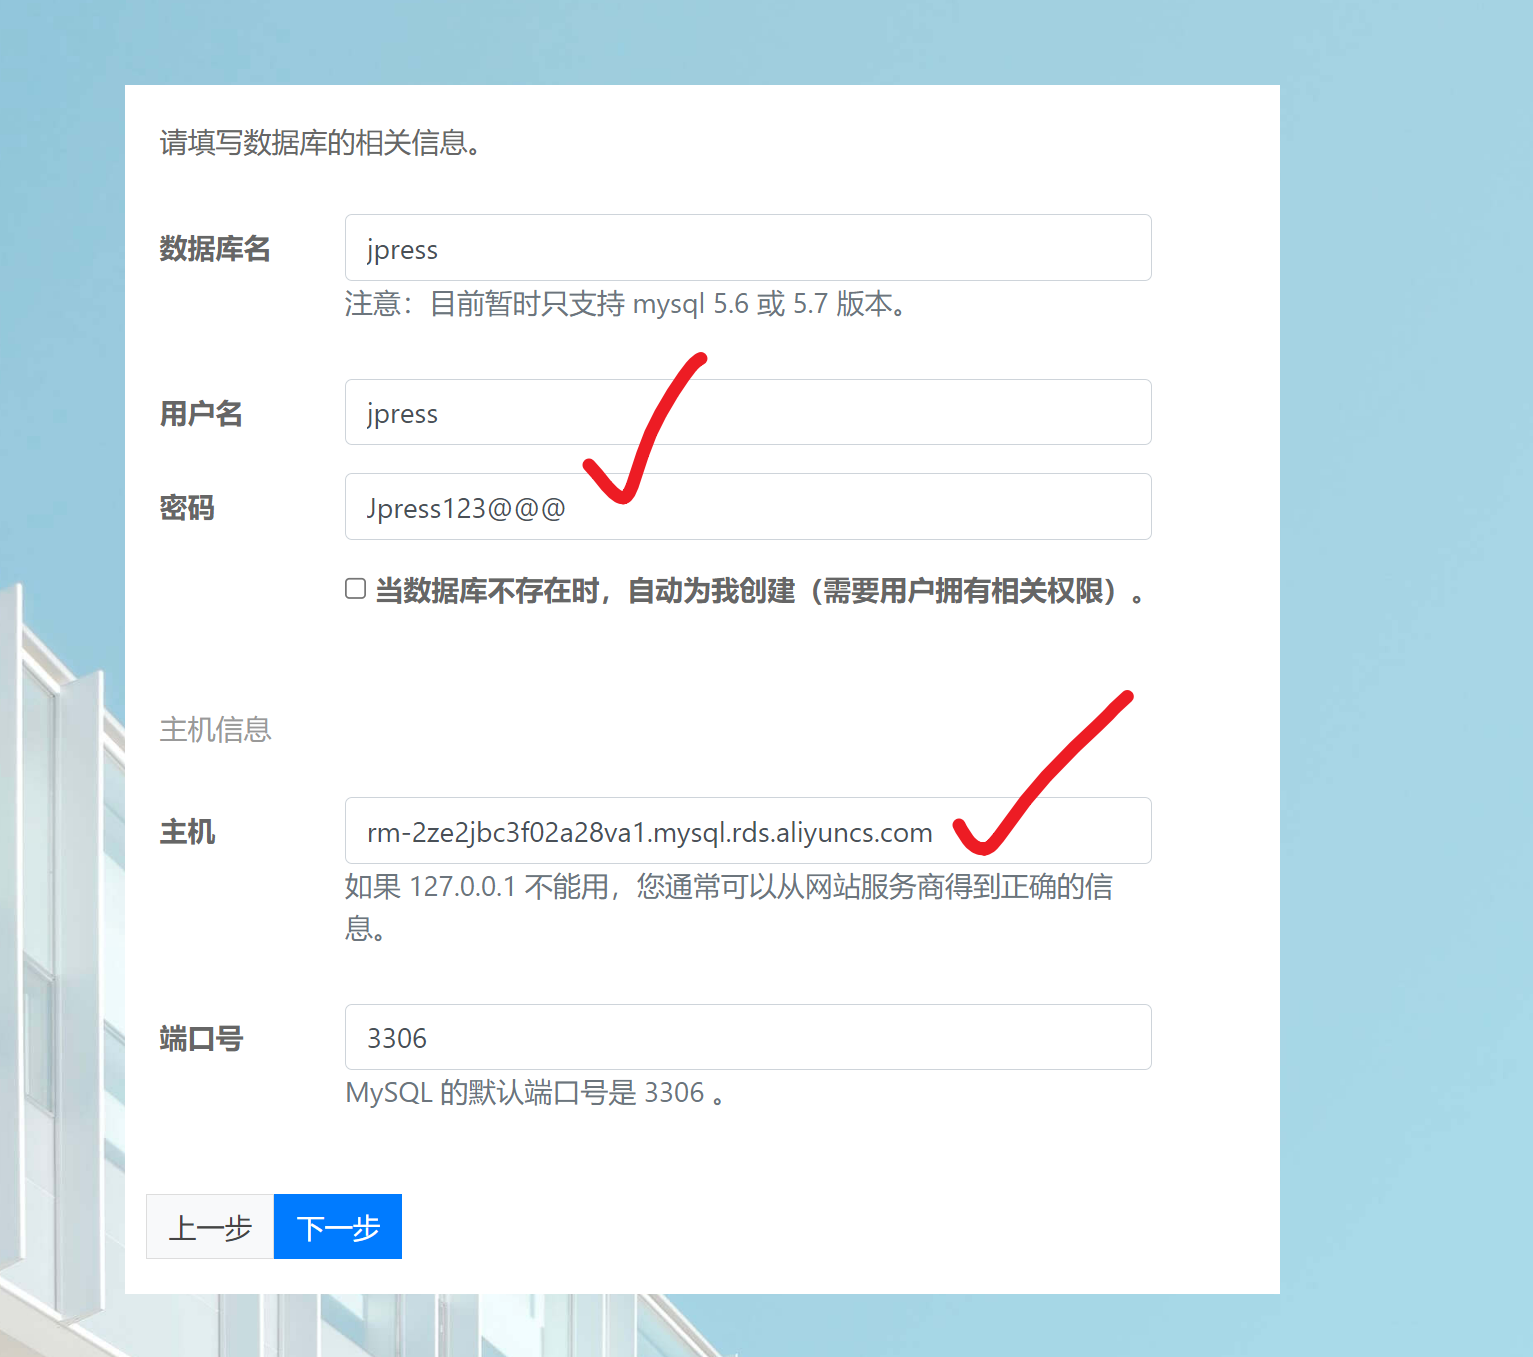 请填写数据库的相关信息。
数据库名
jpress
注意：目前暂时只支持 mysql 5.6 或 5.7 版本。
用户名
jpress
密码
Jpress123@@@
当数据库不存在时，自动为我创建（需要用户拥有相关权限）。
主机信息
主机
rm-2ze2jbc3f02a28va1.mysql.rds.aliyuncs.com
如果 127.0.0.1 不能用，您通常可以从网站服务商得到正确的信
息。
端口号
3306
MySQL 的默认端口号是 3306 。
上一步
下一步